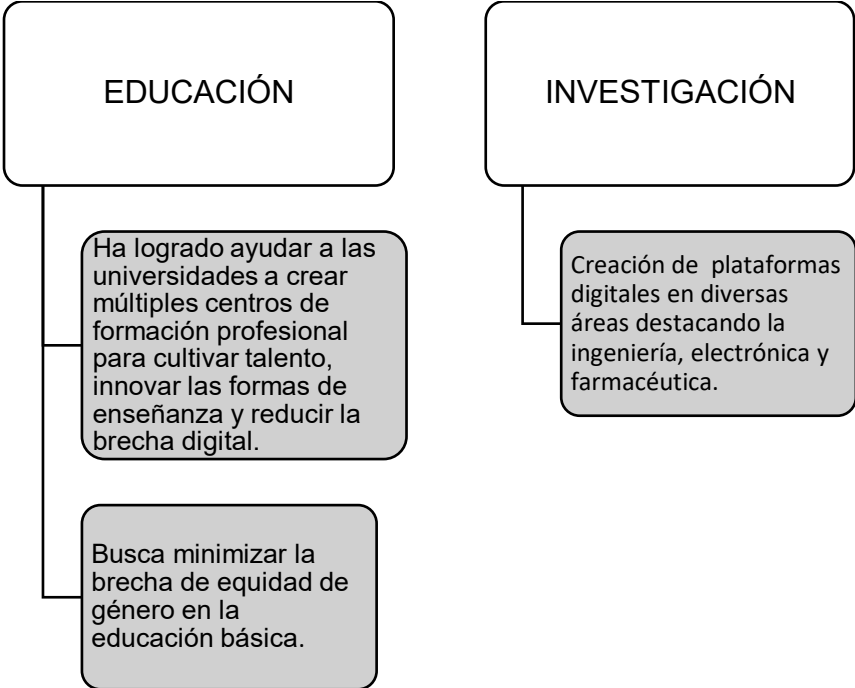 EDUCACIÓN
Ha logrado ayudar a las
universidades a crear
múltiples centros de
formación profesional
para cultivar talento,
innovar las formas de
enseñanza y reducir la
brecha digital.
Busca minimizar la
brecha de equidad de
género en la
educación básica.
INVESTIGACIÓN
Creación de plataformas
digitales en diversas
áreas destacando la
ingeniería, electrónica y
farmacéutica.